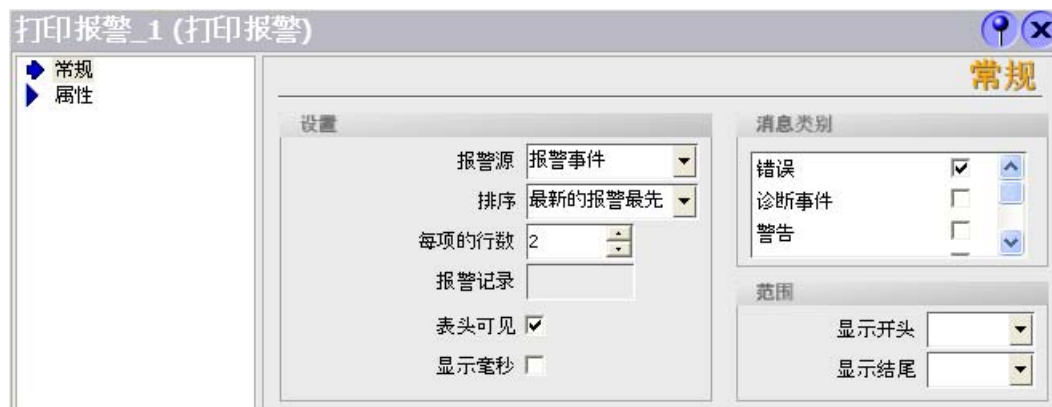 打印报警_1 (打印报警)
常规
属性
常规
设置
报警源 报警事件
排序 最新的报警最先
每项的行数 2
报警记录
表头可见
显示毫秒
消息类别
错误
诊断事件
警告
范围
显示开头
显示结尾